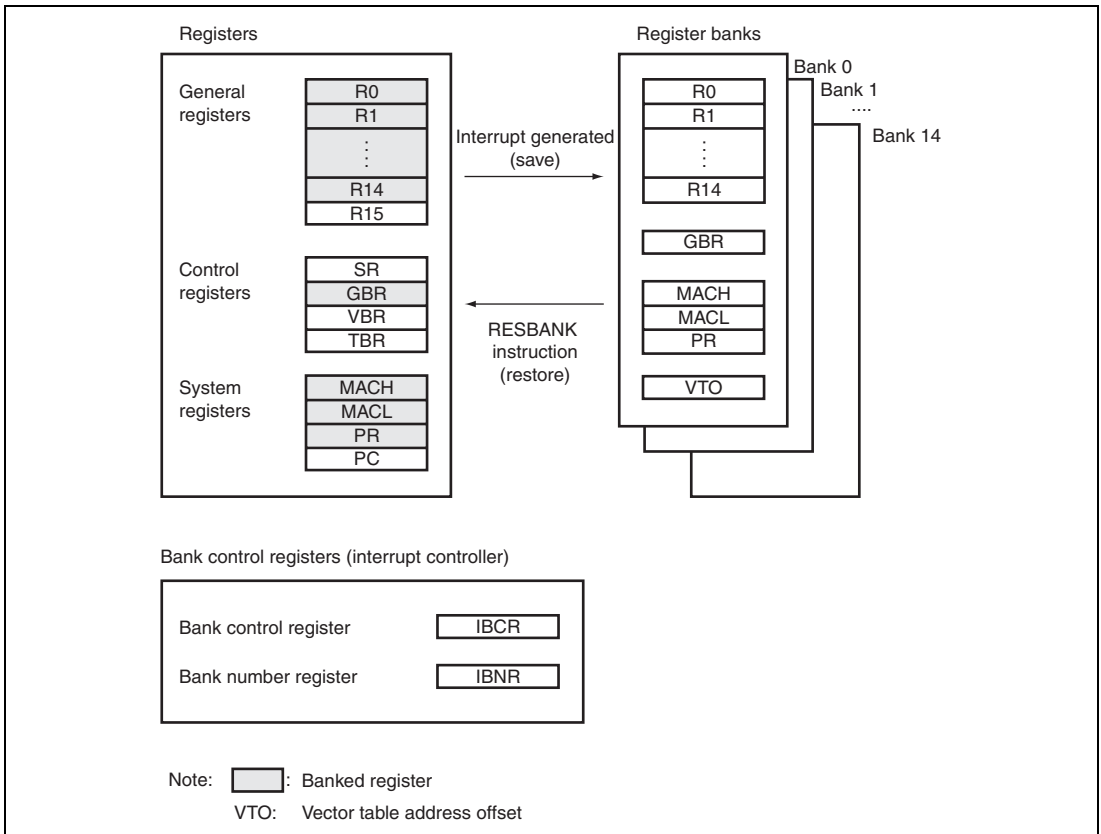 Registers
General
registers
R0
R1
R14
R15
Control
registers
SR
GBR
VBR
TBR
System
registers
MACH
MACL
PR
PC
Interrupt generated
(save)
RESBANK
instruction
(restore)
Register banks
Bank 0
Bank 1
....
Bank 14
R0
R1
R14
GBR
MACH
MACL
PR
VTO
Bank control registers (interrupt controller)
Bank control register IBCR
Bank number register IBNR
Note: : Banked register
VTO: Vector table address offset